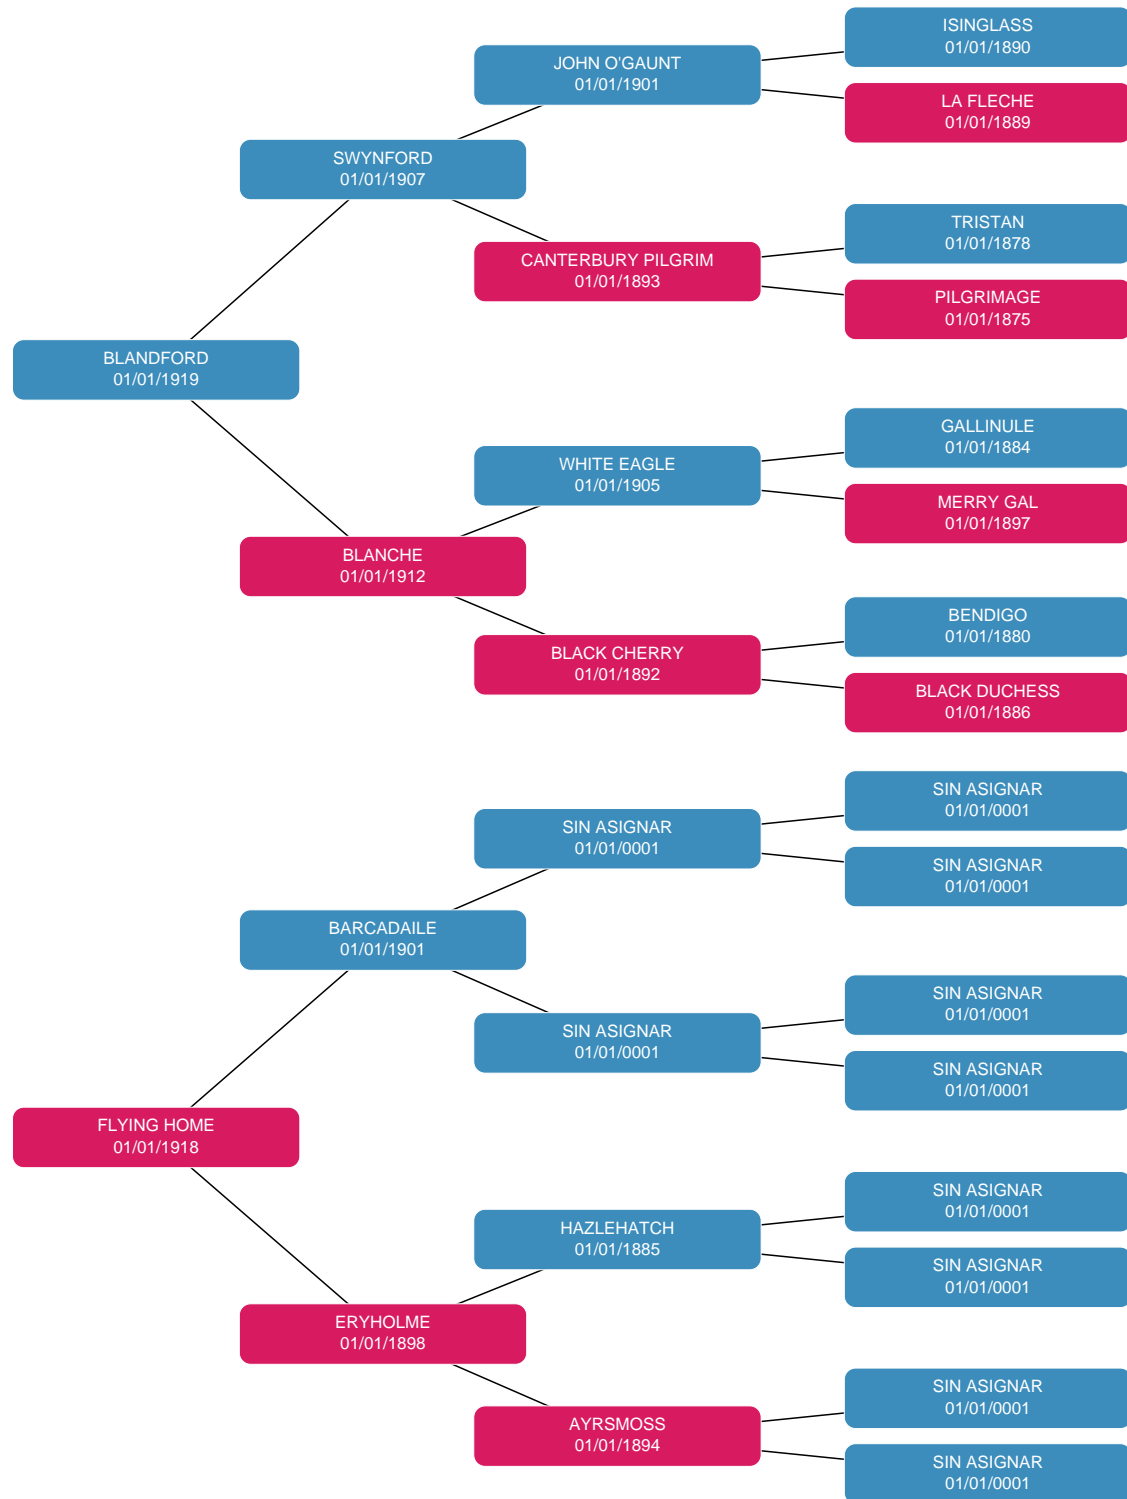 ISINGLASS
01/01/1890
JOHN O'GAUNT
01/01/1901
LA FLECHE
01/01/1889
SWYNFORD
01/01/1907
TRISTAN
01/01/1878
CANTERBURY PILGRIM
01/01/1893
PILGRIMAGE
01/01/1875
BLANDFORD
01/01/1919
GALLINULE
01/01/1884
WHITE EAGLE
01/01/1905
MERRY GAL
01/01/1897
BLANCHE
01/01/1912
BENDIGO
01/01/1880
BLACK CHERRY
01/01/1892
BLACK DUCHESS
01/01/1886
SIN ASIGNAR
01/01/0001
SIN ASIGNAR
01/01/0001
SIN ASIGNAR
01/01/0001
BARCADAILE
01/01/1901
SIN ASIGNAR
01/01/0001
SIN ASIGNAR
01/01/0001
SIN ASIGNAR
01/01/0001
FLYING HOME
01/01/1918
SIN ASIGNAR
01/01/0001
HAZLEHATCH
01/01/1885
SIN ASIGNAR
01/01/0001
ERYHOLME
01/01/1898
SIN ASIGNAR
01/01/0001
AYRSMOSS
01/01/1894
SIN ASIGNAR
01/01/0001